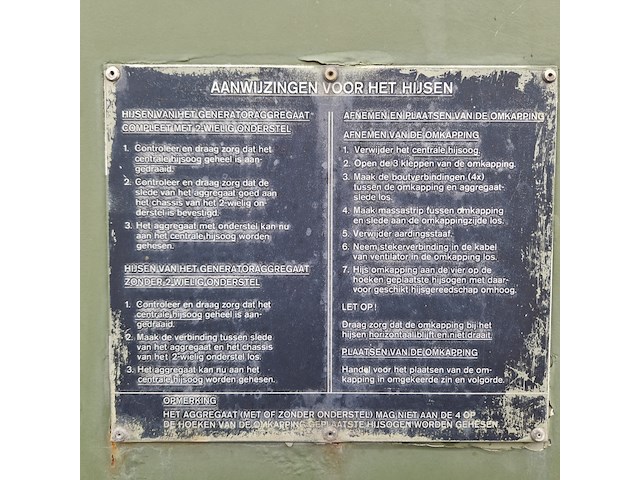 AANWIJZINGEN VOOR HET HIJSEN
HIJSEN VAN HET GENERATORAGGREGAAT
COMPLEET MET 2-WIELIG ONDERSTEL
1. Controleer en draag zorg dat het
centrale hijsoog geheel is aan-
gedraaid.
2. Controleer en draag zorg dat de
slede van het aggregaat goed aan
het chassis van het 2-wielig on-
derstel is bevestigd.
3. Het aggregaat met onderstel kan nu
aan het centrale hijsoog worden
gehesen.
HIJSEN VAN HET GENERATORAGGREGAAT
ZONDER 2-WIELIG ONDERSTEL
1. Controleer en draag zorg dat het
centrale hijsoog geheel is aan-
gedraaid.
2. Maak de verbinding tussen slede
van het aggregaat en het chassis
van het 2-wielig onderstel los.
3. Het aggregaat kan nu aan het
centrale hijsoog worden gehesen.
AFNEMEN EN PLAATSEN VAN DE OMKAPPING
AFNEMEN VAN DE OMKAPPING
1. Verwijder het centrale hijsoog.
2. Open de 3 kleppen van de omkapping.
3. Maak de boutverbindingen (4x)
tussen de omkapping en aggregaat-
slede los.
4. Maak massastrip tussen omkapping
en slede aan de omkappingzijde los.
5. Verwijder aardingsstaaf.
6. Neem stekerverbinding in de kabel
van ventilator in de omkapping los.
7. Hijs omkapping aan de vier op de
hoeken geplaatste hijsogen met daar-
voor geschikt hijsgereedschap omhoog.
LET OP!
Draag zorg dat de omkapping bij het
hijsen horizontaal blijft en niet draait.
PLAATSEN VAN DE OMKAPPING
Handel voor het plaatsen van de om-
kapping in omgekeerde zin en volgorde.
OPMERKING
HET AGGREGAAT (MET OF ZONDER ONDERSTEL) MAG NIET AAN DE 4 OP
DE HOEKEN VAN DE OMKAPPING GEPLAATSTE HIJSOGEN WORDEN GEHESEN.